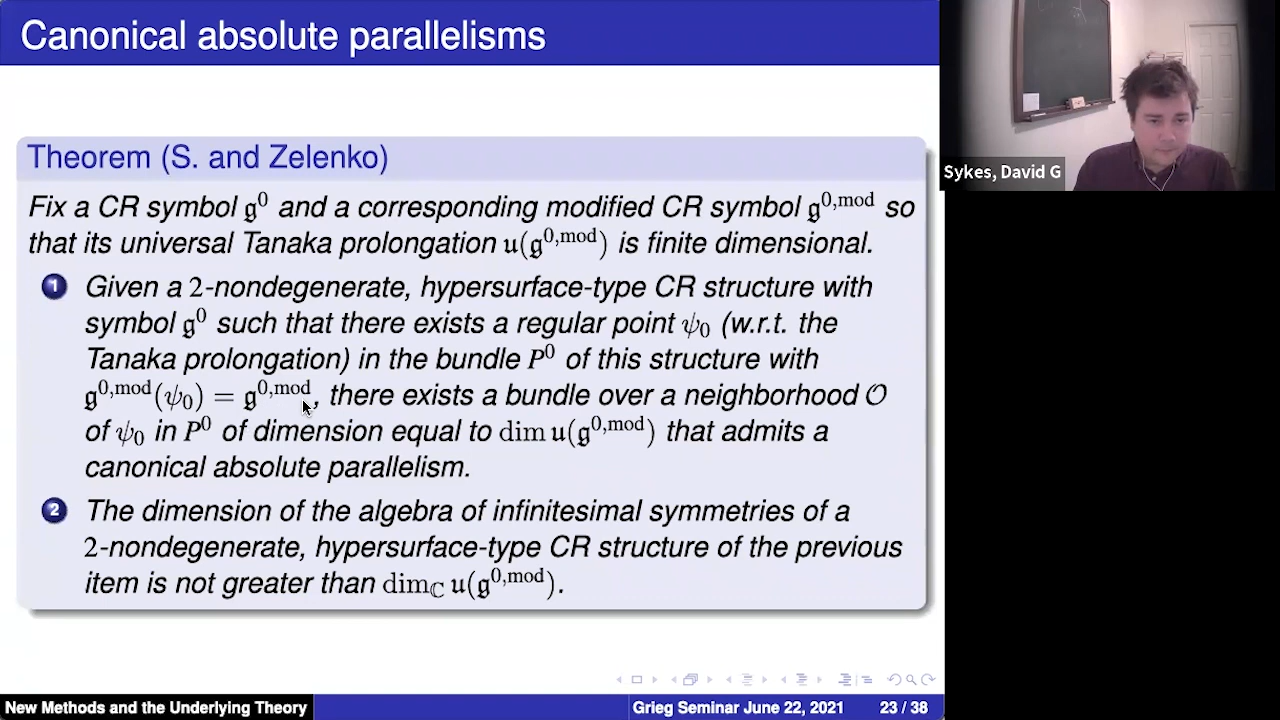 Canonical absolute parallelisms
Theorem (S. and Zelenko)
Fix a CR symbol 𝔤⁰ and a corresponding modified CR symbol 𝔤^{0,mod} so
that its universal Tanaka prolongation 𝔲(𝔤^{0,mod}) is finite dimensional.
1 Given a 2-nondegenerate, hypersurface-type CR structure with
symbol 𝔤⁰ such that there exists a regular point ψ₀ (w.r.t. the
Tanaka prolongation) in the bundle P⁰ of this structure with
𝔤^{0,mod}(ψ₀) = 𝔤^{0,mod}, there exists a bundle over a neighborhood 𝒪
of ψ₀ in P⁰ of dimension equal to dim 𝔲(𝔤^{0,mod}) that admits a
canonical absolute parallelism.
2 The dimension of the algebra of infinitesimal symmetries of a
2-nondegenerate, hypersurface-type CR structure of the previous
item is not greater than dim_ℂ 𝔲(𝔤^{0,mod}).
New Methods and the Underlying Theory
Grieg Seminar June 22, 2021
23 / 38
Sykes, David G